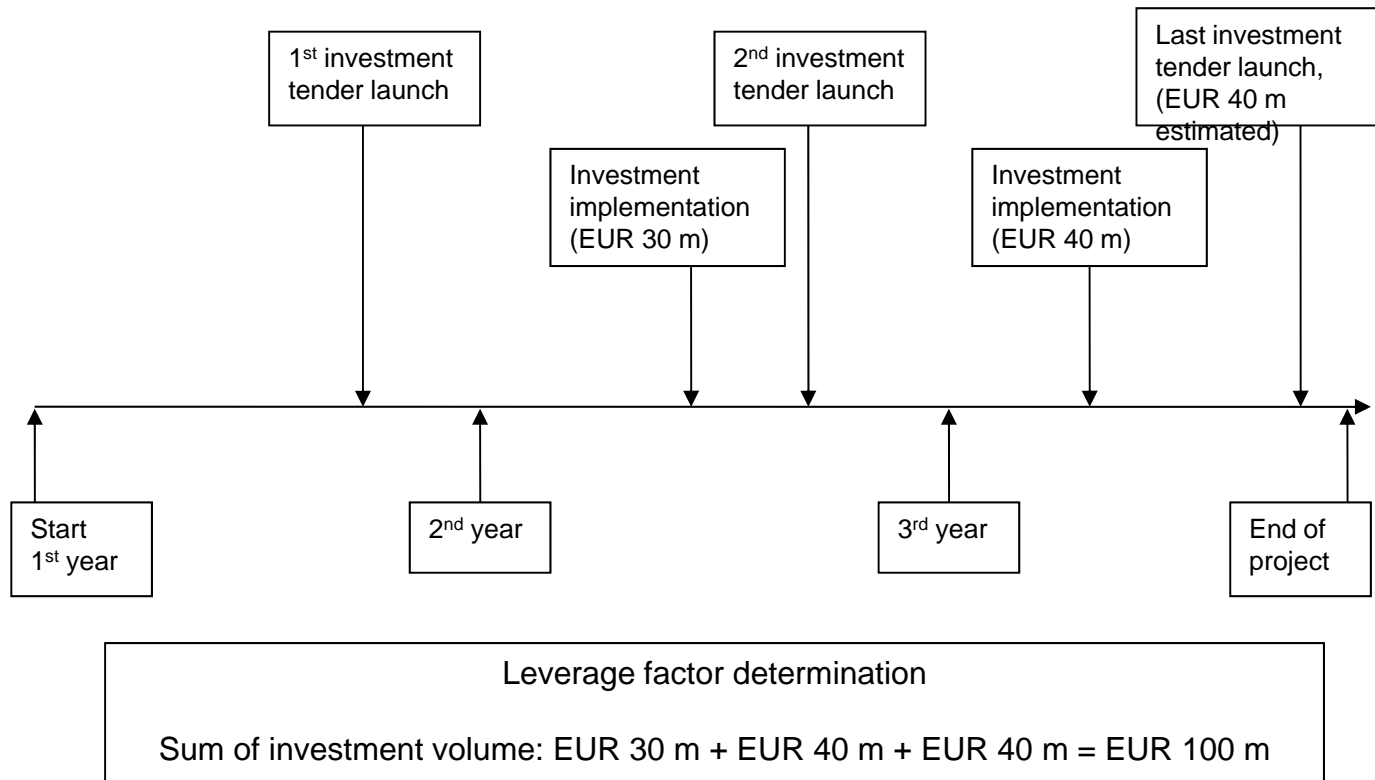 1st investment
tender launch
2nd investment
tender launch
Last investment
tender launch,
(EUR 40 m
estimated)
Investment
implementation
(EUR 30 m)
Investment
implementation
(EUR 40 m)
Start
1st year
2nd year
3rd year
End of
project
Leverage factor determination
Sum of investment volume: EUR 30 m + EUR 40 m + EUR 40 m = EUR 100 m